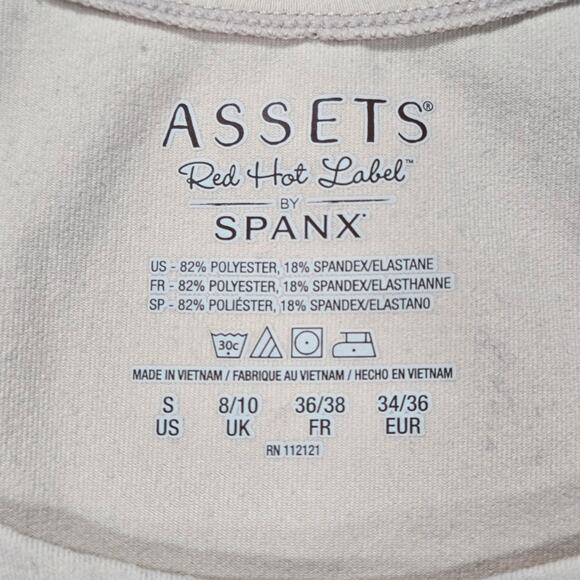 ASSETS®
Red Hot Label™
BY
SPANX®
US - 82% POLYESTER, 18% SPANDEX/ELASTANE
FR - 82% POLYESTER, 18% SPANDEX/ELASTHANNE
SP - 82% POLIÉSTER, 18% SPANDEX/ELASTANO
30c
MADE IN VIETNAM / FABRIQUE AU VIETNAM / HECHO EN VIETNAM
S 8/10 36/38 34/36
US UK FR EUR
RN 112121